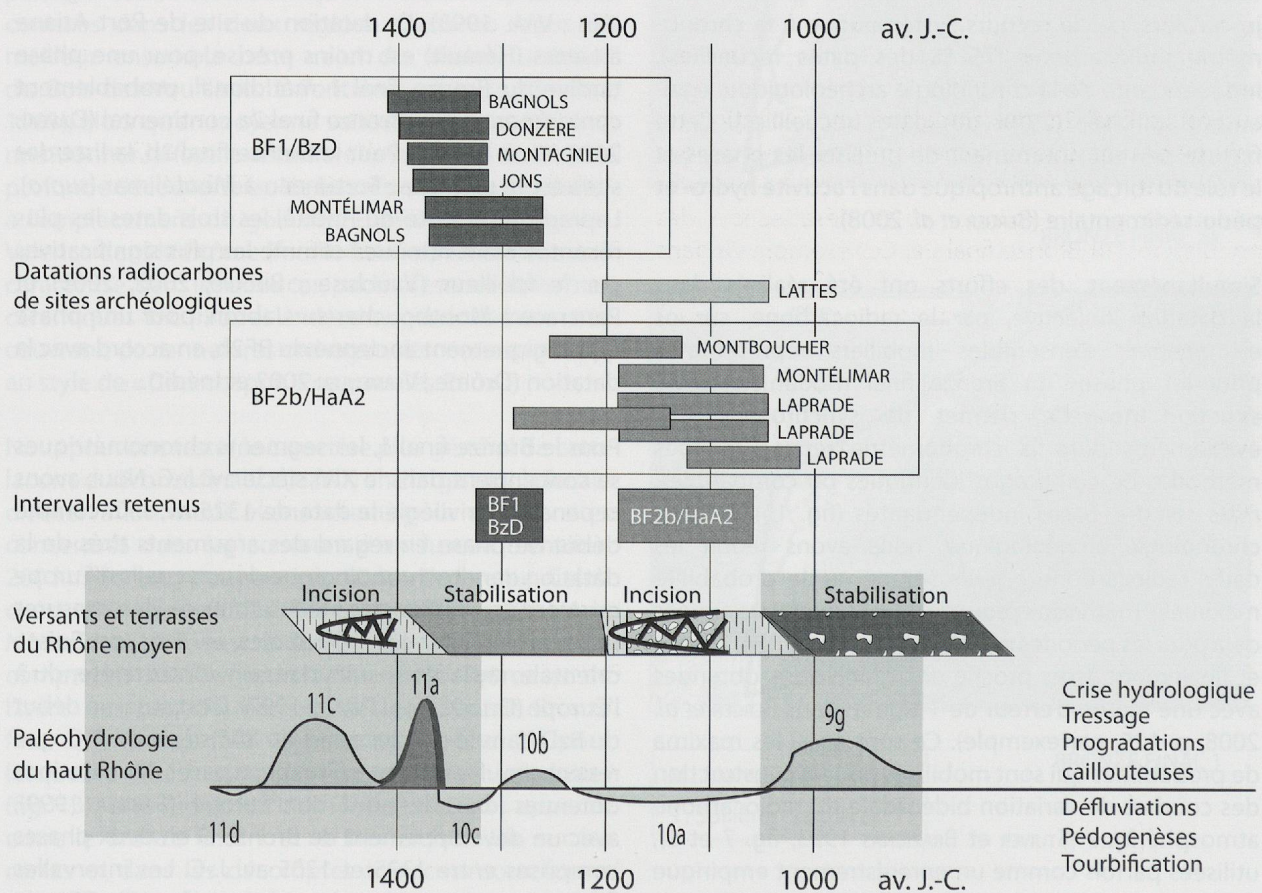 1400 1200 1000 av. J.-C.
BAGNOLS
BF1/BzD
DONZÈRE
MONTAGNIEU
JONS
MONTÉLIMAR
BAGNOLS
Datations radiocarbones
de sites archéologiques
LATTES
MONTBOUCHER
BF2b/HaA2
MONTÉLIMAR
LAPRADE
LAPRADE
LAPRADE
Intervalles retenus
BF1
BzD
BF2b/HaA2
Incision Stabilisation Incision Stabilisation
Versants et terrasses
du Rhône moyen
11c 11a 10b 9g
Paléohydrologie
du haut Rhône
Crise hydrologique
Tressage
Progradations
caillouteuses
11d 10c 10a
Défluviations
Pédogenèse
Tourbification
1400 1200 1000 av. J.-C.